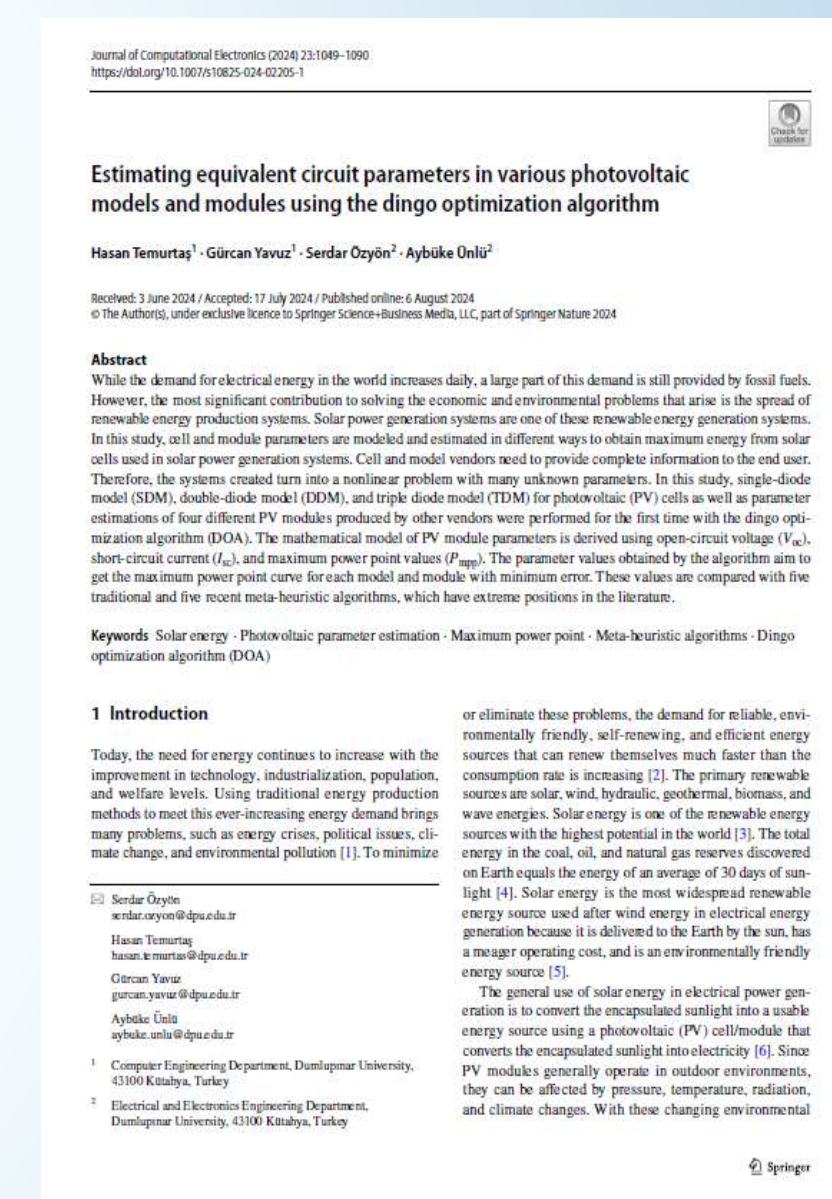 Journal of Computational Electronics (2024) 23:1049–1090
https://doi.org/10.1007/s10825-024-02205-1
Check for
updates
Estimating equivalent circuit parameters in various photovoltaic
models and modules using the dingo optimization algorithm
Hasan Temurtaş¹ · Gürcan Yavuz¹ · Serdar Özyön² · Aybüke Ünlü²
Received: 3 June 2024 / Accepted: 17 July 2024 / Published online: 6 August 2024
© The Author(s), under exclusive licence to Springer Science+Business Media, LLC, part of Springer Nature 2024
Abstract
While the demand for electrical energy in the world increases daily, a large part of this demand is still provided by fossil fuels.
However, the most significant contribution to solving the economic and environmental problems that arise is the spread of
renewable energy production systems. Solar power generation systems are one of these renewable energy generation systems.
In this study, cell and module parameters are modeled and estimated in different ways to obtain maximum energy from solar
cells used in solar power generation systems. Cell and model vendors need to provide complete information to the end user.
Therefore, the systems created turn into a nonlinear problem with many unknown parameters. In this study, single-diode
model (SDM), double-diode model (DDM), and triple diode model (TDM) for photovoltaic (PV) cells as well as parameter
estimations of four different PV modules produced by other vendors were performed for the first time with the dingo opti-
mization algorithm (DOA). The mathematical model of PV module parameters is derived using open-circuit voltage (Voc),
short-circuit current (Isc), and maximum power point values (Pmpp). The parameter values obtained by the algorithm aim to
get the maximum power point curve for each model and module with minimum error. These values are compared with five
traditional and five recent meta-heuristic algorithms, which have extreme positions in the literature.
Keywords Solar energy · Photovoltaic parameter estimation · Maximum power point · Meta-heuristic algorithms · Dingo
optimization algorithm (DOA)
1 Introduction
Today, the need for energy continues to increase with the
improvement in technology, industrialization, population,
and welfare levels. Using traditional energy production
methods to meet this ever-increasing energy demand brings
many problems, such as energy crises, political issues, cli-
mate change, and environmental pollution [1]. To minimize
Serdar Özyön
serdar.ozyon@dpu.edu.tr
Hasan Temurtaş
hasan.temurtas@dpu.edu.tr
Gürcan Yavuz
gurcan.yavuz@dpu.edu.tr
Aybüke Ünlü
aybuke.unlu@dpu.edu.tr
1 Computer Engineering Department, Dumlupınar University,
43100 Kütahya, Turkey
2 Electrical and Electronics Engineering Department,
Dumlupınar University, 43100 Kütahya, Turkey
or eliminate these problems, the demand for reliable, envi-
ronmentally friendly, self-renewing, and efficient energy
sources that can renew themselves much faster than the
consumption rate is increasing [2]. The primary renewable
sources are solar, wind, hydraulic, geothermal, biomass, and
wave energies. Solar energy is one of the renewable energy
sources with the highest potential in the world [3]. The total
energy in the coal, oil, and natural gas reserves discovered
on Earth equals the energy of an average of 30 days of sun-
light [4]. Solar energy is the most widespread renewable
energy source used after wind energy in electrical energy
generation because it is delivered to the Earth by the sun, has
a meager operating cost, and is an environmentally friendly
energy source [5].
The general use of solar energy in electrical power gen-
eration is to convert the encapsulated sunlight into a usable
energy source using a photovoltaic (PV) cell/module that
converts the encapsulated sunlight into electricity [6]. Since
PV modules generally operate in outdoor environments,
they can be affected by pressure, temperature, radiation,
and climate changes. With these changing environmental
Springer